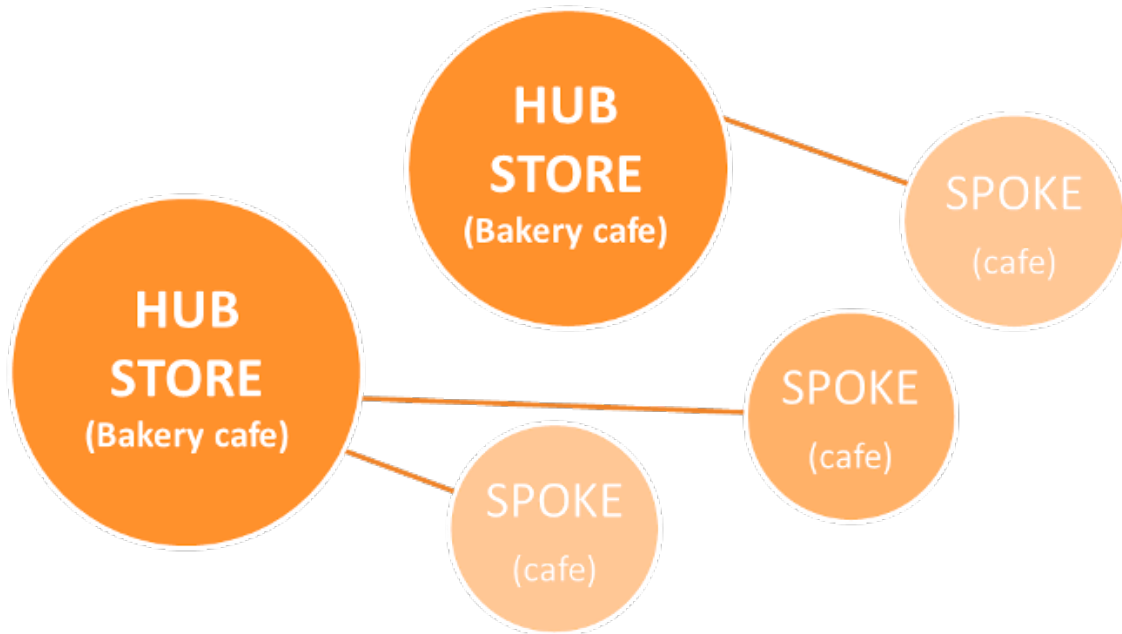 HUB
STORE
(Bakery cafe)
SPOKE
(cafe)
HUB
STORE
(Bakery cafe)
SPOKE
(cafe)
SPOKE
(cafe)